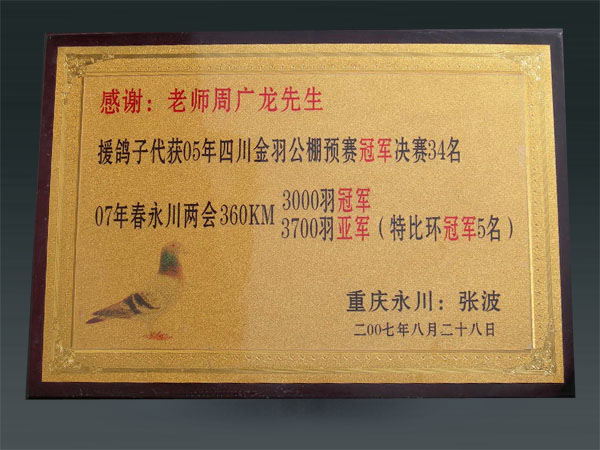 感谢：老师周广龙先生
援鸽子代获05年四川金羽公棚预赛冠军决赛34名
07年春永川两会360KM 3000羽冠军
3700羽亚军（特比环冠军5名）
重庆永川：张波
二00七年八月二十八日